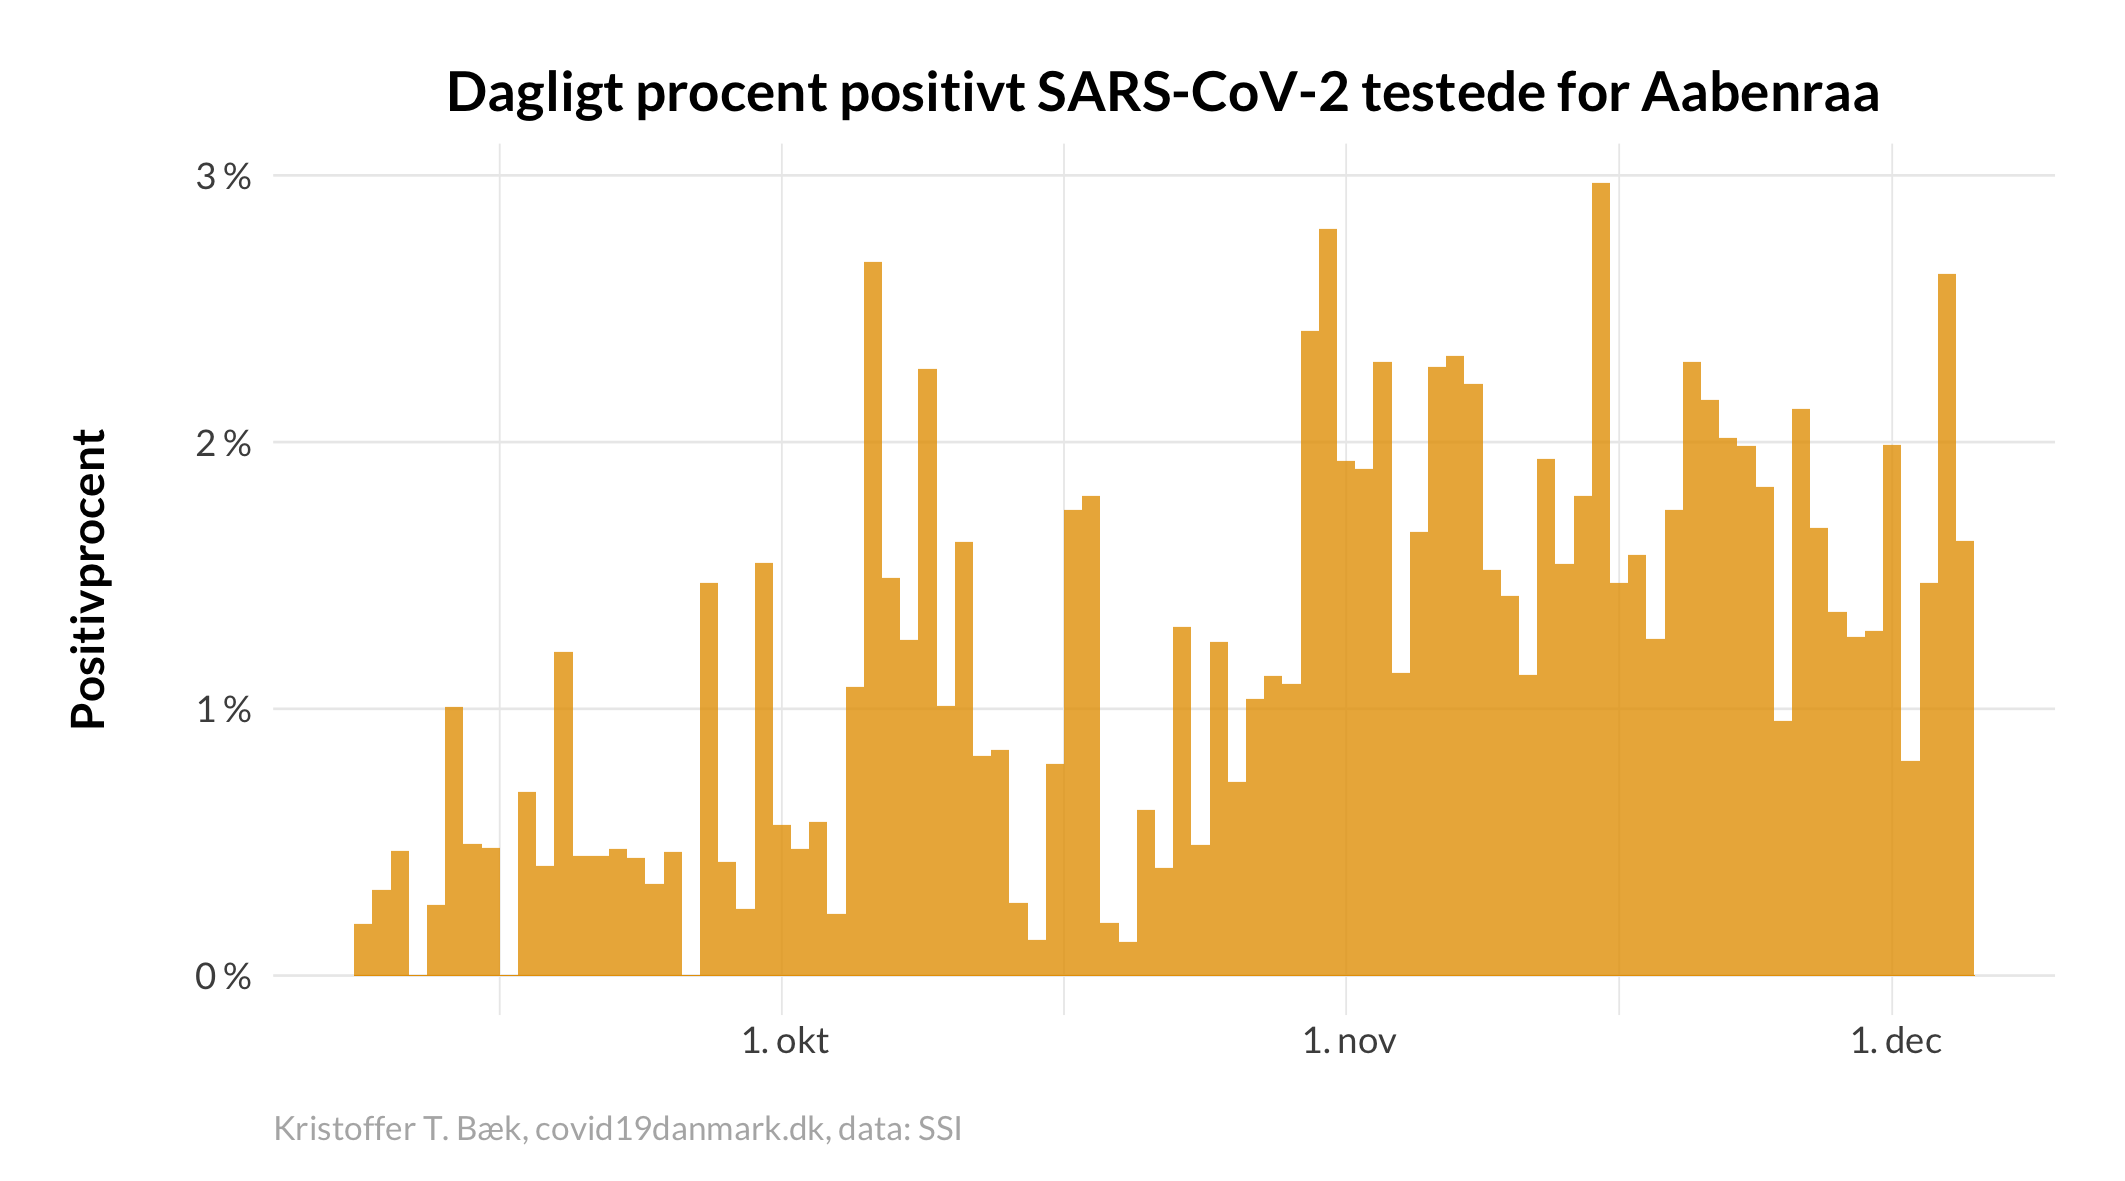 Dagligt procent positivt SARS-CoV-2 testede for Aabenraa
Positivprocent
3 %
2 %
1 %
0 %
1. okt
1. nov
1. dec
Kristoffer T. Bæk, covid19danmark.dk, data: SSI